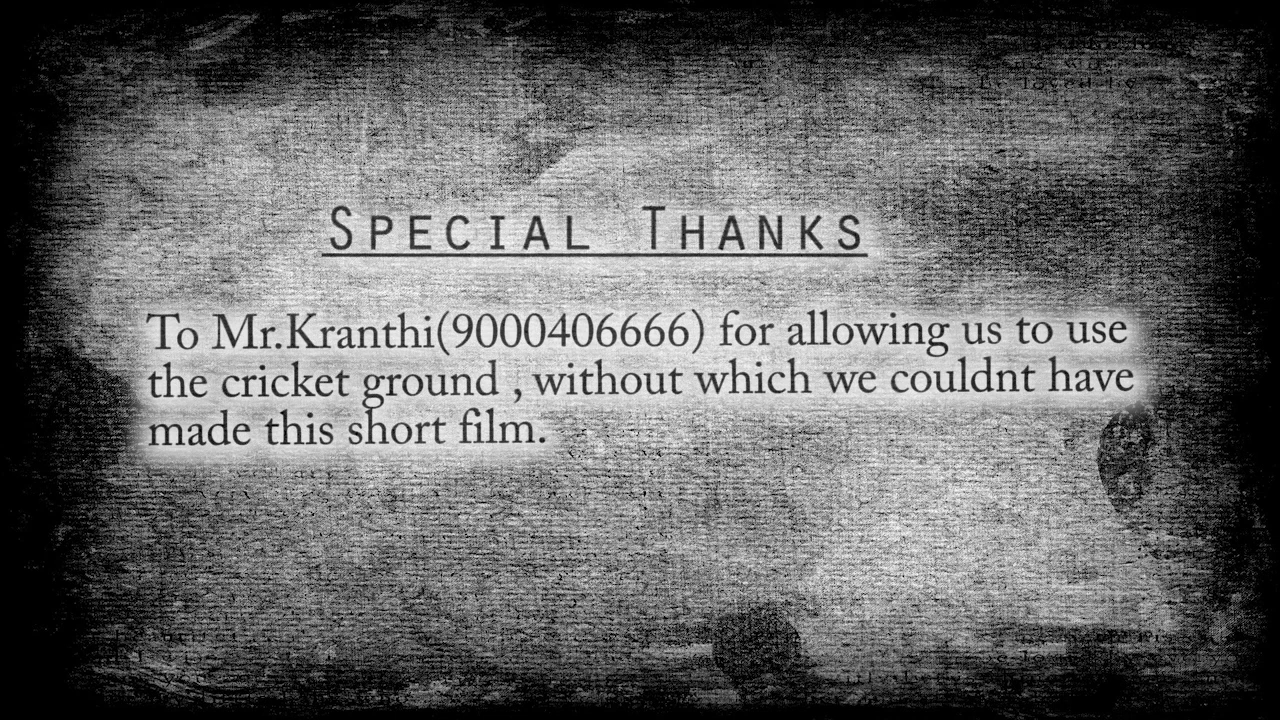 Special Thanks
To Mr.Kranthi(9000406666) for allowing us to use
the cricket ground , without which we couldnt have
made this short film.